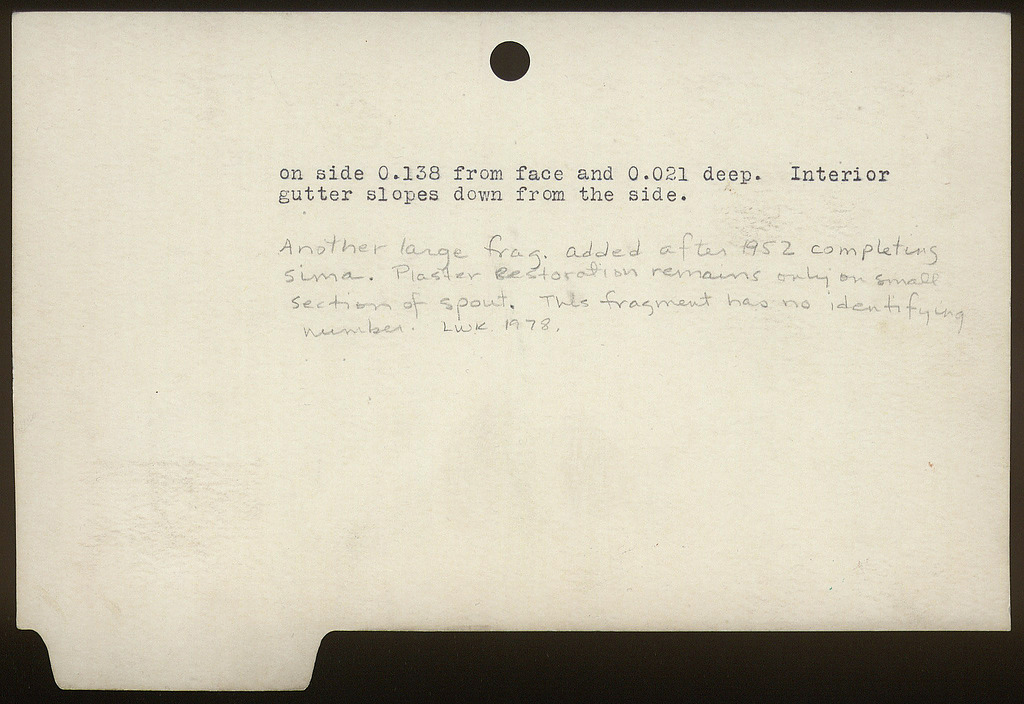 on side 0.138 from face and 0.021 deep. Interior
gutter slopes down from the side.
Another large frag. added after 1952 completing
sima. Plaster Restoration remains only on small
section of spout. This fragment has no identifying
number. LWK 1978.